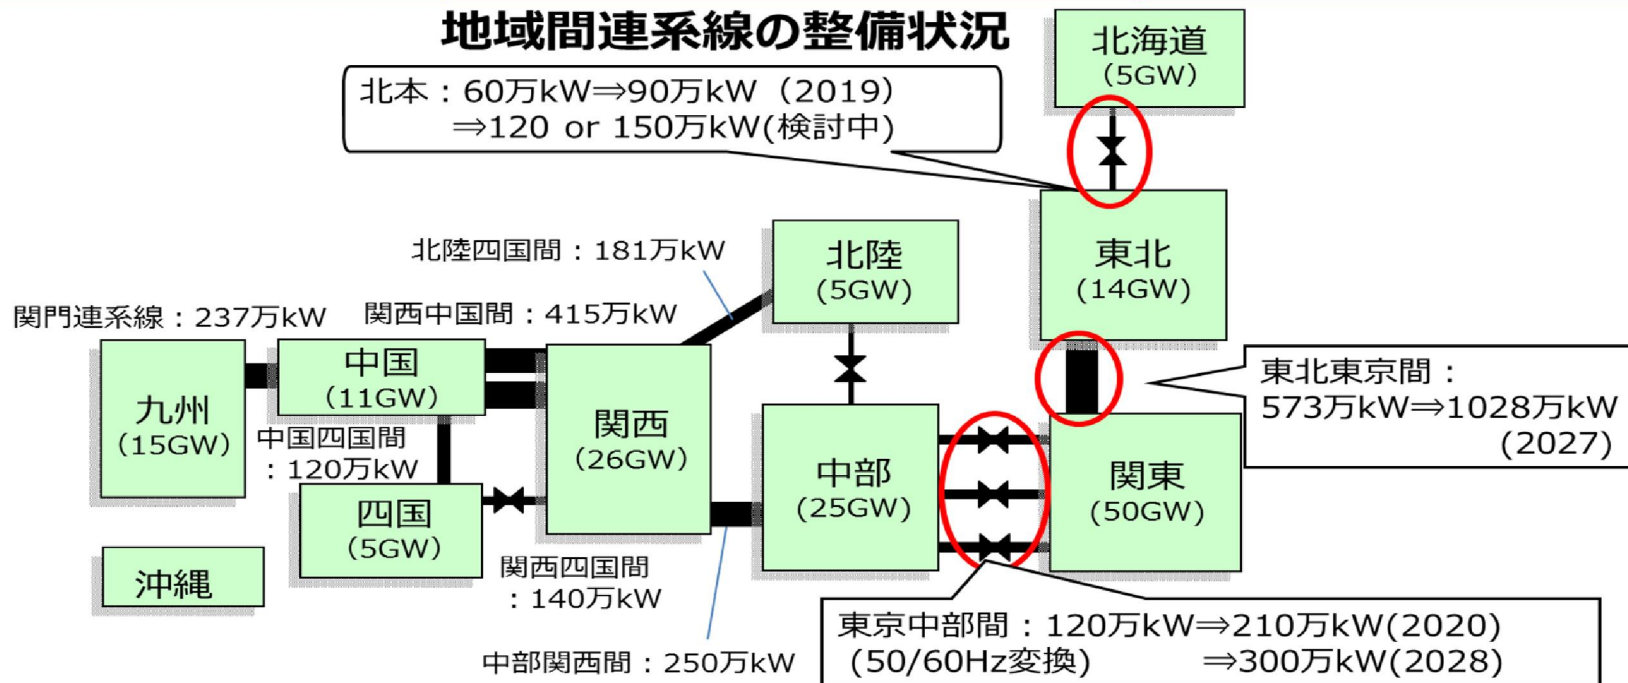 地域間連系線の整備状況
北海道
(5GW)
北本：60万kW⇒90万kW（2019）
⇒120 or 150万kW(検討中)
東北
(14GW)
北陸四国間：181万kW
北陸
(5GW)
関門連系線：237万kW
関西中国間：415万kW
中国
(11GW)
九州
(15GW)
関西
(26GW)
東北東京間：
573万kW⇒1028万kW
(2027)
中国四国間
：120万kW
中部
(25GW)
関東
(50GW)
四国
(5GW)
沖縄
関西四国間
：140万kW
中部関西間：250万kW
東京中部間：120万kW⇒210万kW(2020)
(50/60Hz変換) ⇒300万kW(2028)